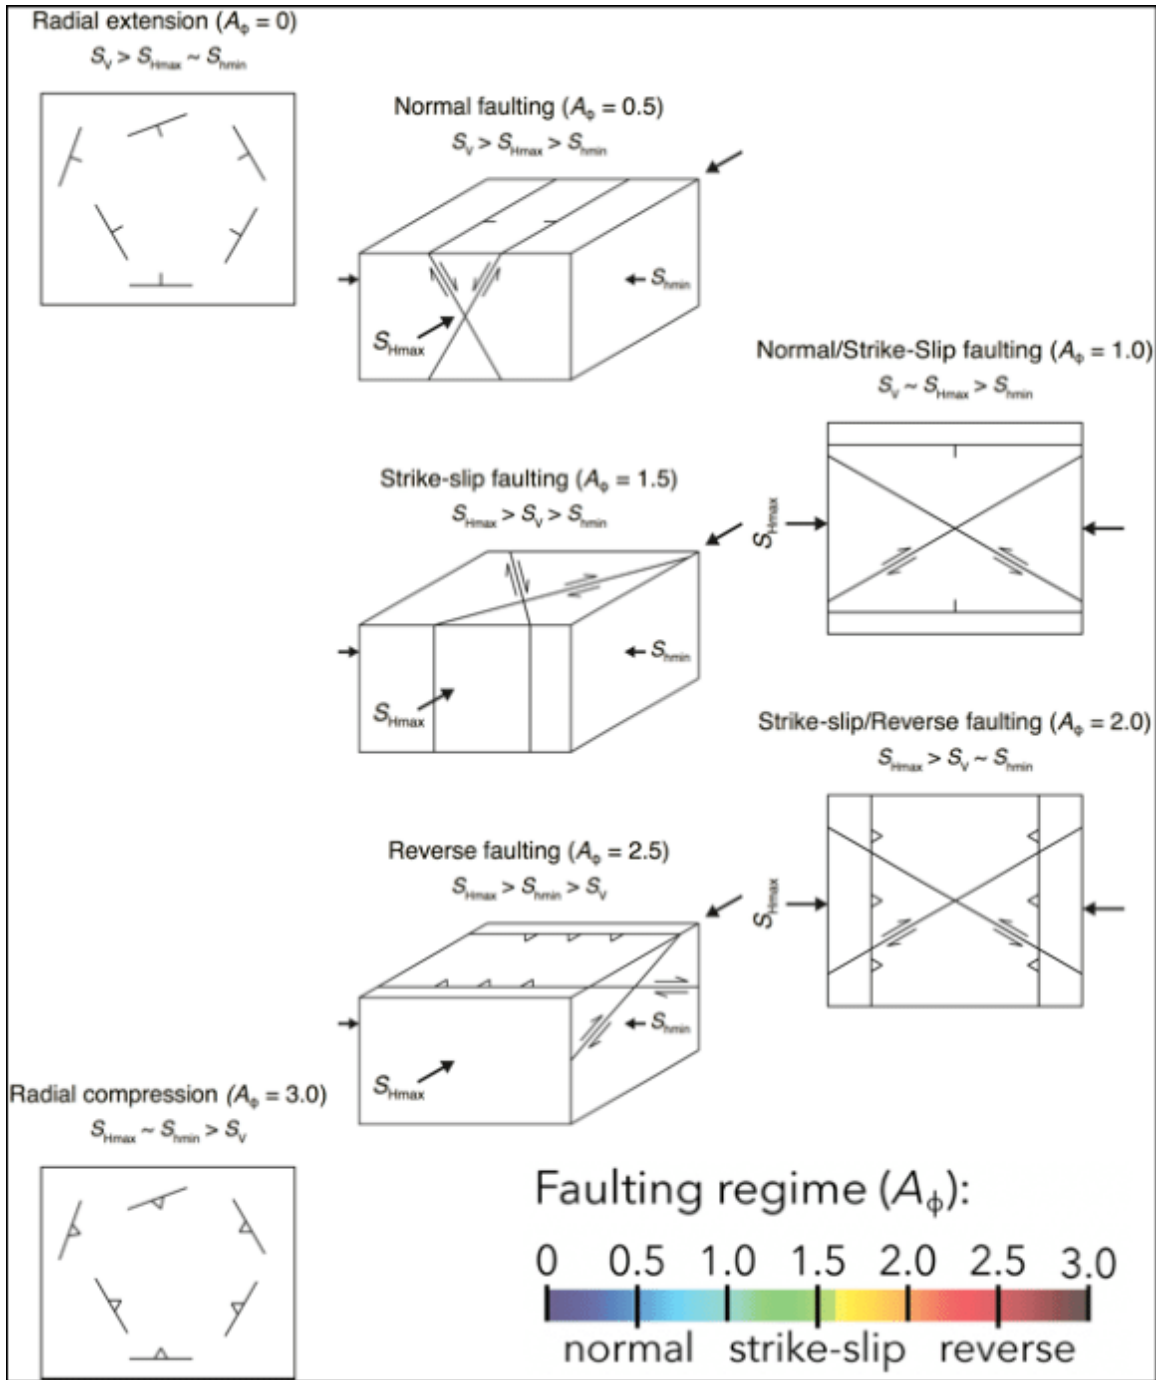 Radial extension (Aϕ = 0)
SV > SHmax ~ Shmin
Normal faulting (Aϕ = 0.5)
SV > SHmax > Shmin
Shmin
SHmax
Normal/Strike-Slip faulting (Aϕ = 1.0)
SV ~ SHmax > Shmin
SHmax
Strike-slip faulting (Aϕ = 1.5)
SHmax > SV > Shmin
Shmin
SHmax
Strike-slip/Reverse faulting (Aϕ = 2.0)
SHmax > SV ~ Shmin
SHmax
Reverse faulting (Aϕ = 2.5)
SHmax > Shmin > SV
Shmin
SHmax
Radial compression (Aϕ = 3.0)
SHmax ~ Shmin > SV
Faulting regime (Aϕ):
0 0.5 1.0 1.5 2.0 2.5 3.0
normal strike-slip reverse